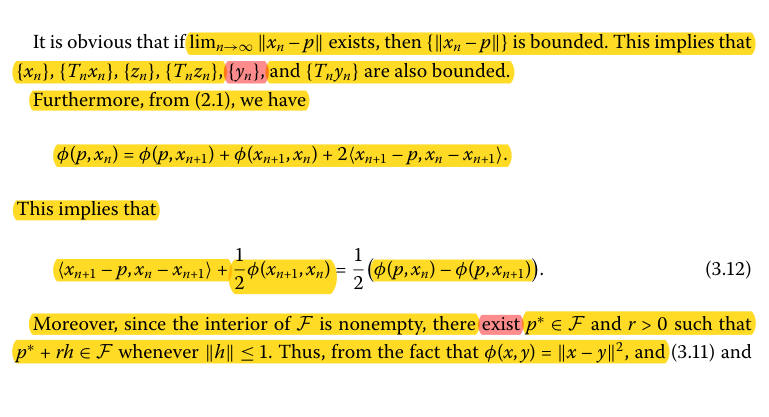 It is obvious that if lim_{n→∞} ‖x_n – p‖ exists, then {‖x_n – p‖} is bounded. This implies that
{x_n}, {T_n x_n}, {z_n}, {T_n z_n}, {y_n}, and {T_n y_n} are also bounded.
Furthermore, from (2.1), we have
ϕ(p, x_n) = ϕ(p, x_{n+1}) + ϕ(x_{n+1}, x_n) + 2⟨x_{n+1} – p, x_n – x_{n+1}⟩.
This implies that
⟨x_{n+1} – p, x_n – x_{n+1}⟩ + \frac{1}{2}ϕ(x_{n+1}, x_n) = \frac{1}{2}(ϕ(p, x_n) – ϕ(p, x_{n+1})). (3.12)
Moreover, since the interior of ℱ is nonempty, there exist p* ∈ ℱ and r > 0 such that
p* + rh ∈ ℱ whenever ‖h‖ ≤ 1. Thus, from the fact that ϕ(x, y) = ‖x – y‖², and (3.11) and